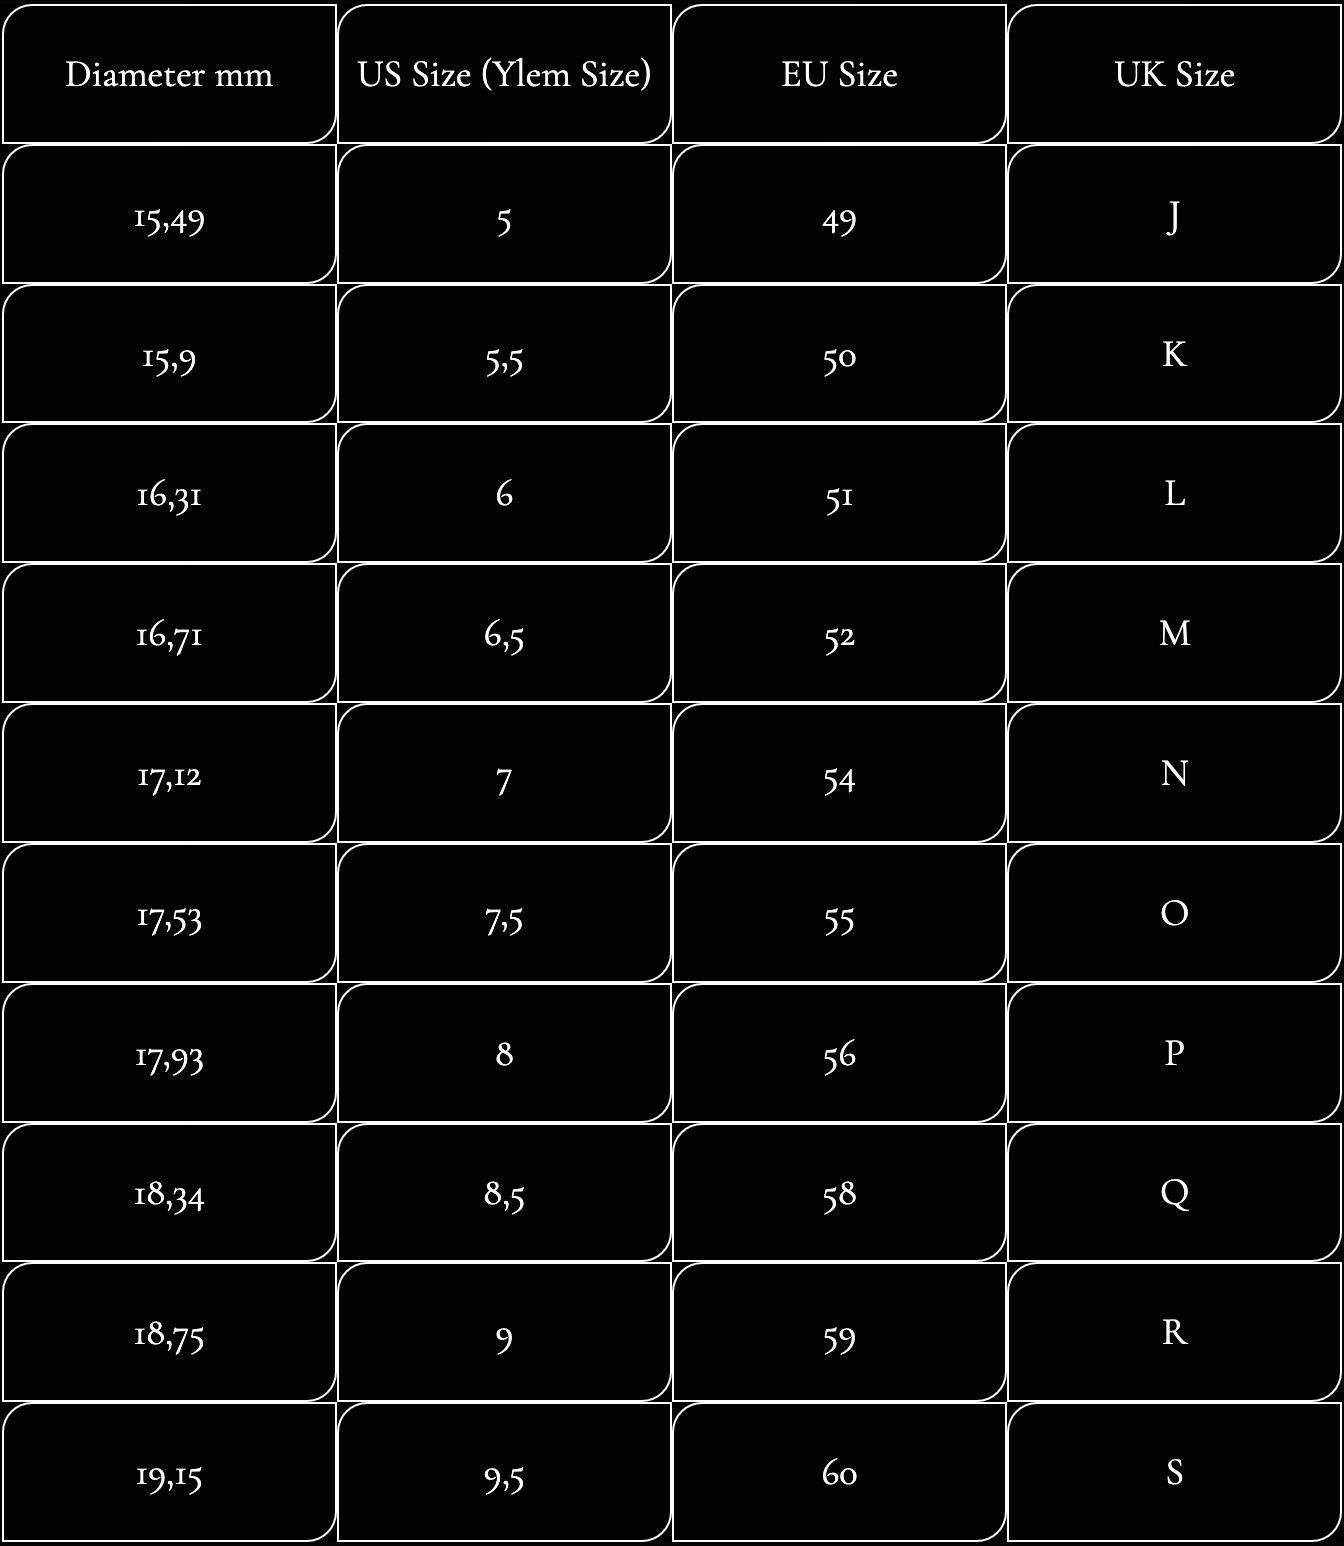 Diameter mm US Size (Ylem Size) EU Size UK Size
15,49 5 49 J
15,9 5,5 50 K
16,31 6 51 L
16,71 6,5 52 M
17,12 7 54 N
17,53 7,5 55 O
17,93 8 56 P
18,34 8,5 58 Q
18,75 9 59 R
19,15 9,5 60 S